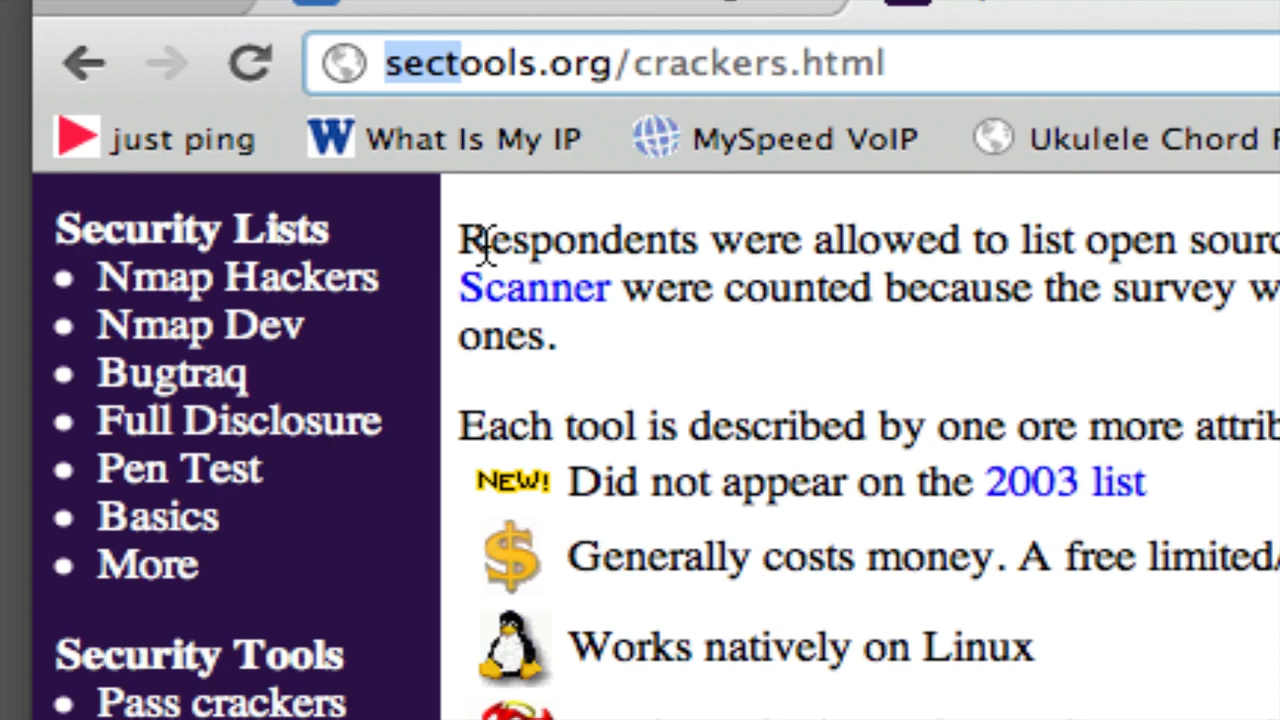 sectools.org/crackers.html
just ping What Is My IP MySpeed VoIP Ukulele Chord
Security Lists
Nmap Hackers
Nmap Dev
Bugtraq
Full Disclosure
Pen Test
Basics
More
Security Tools
Pass crackers
Respondents were allowed to list open
Scanner were counted because the survey
ones.
Each tool is described by one ore more
NEW! Did not appear on the 2003 list
$ Generally costs money. A free limited/
Works natively on Linux